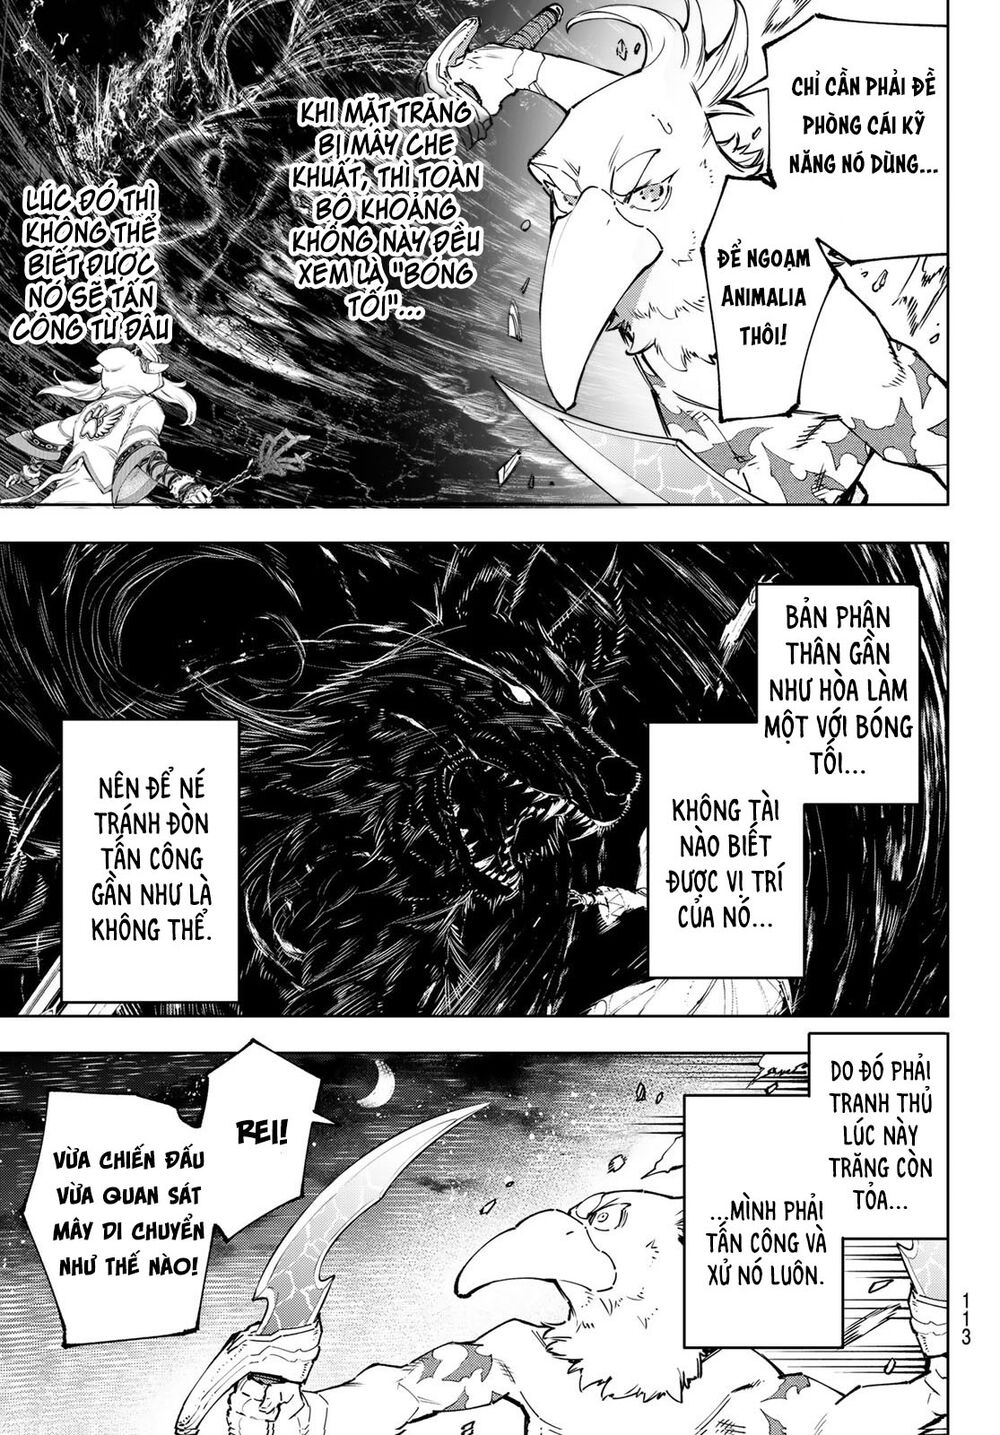 CHỈ CẦN PHẢI ĐỀ
PHÒNG CÁI KỸ
NĂNG NÓ DÙNG...
ĐỂ NGOẠM
ANIMALIA
THÔI!
KHI MẶT TRĂNG
BỊ MÂY CHE
KHUẤT, THÌ TOÀN
BỘ KHOẢNG
KHÔNG NÀY ĐỀU
XEM LÀ "BÓNG
TỐI"...
LÚC ĐÓ THÌ
KHÔNG THỂ
BIẾT ĐƯỢC
NÓ SẼ TẤN
CÔNG TỪ ĐÂU
BẢN PHẬN
THÂN GẦN
NHƯ HÒA LÀM
MỘT VỚI BÓNG
TỐI...
KHÔNG TÀI
NÀO BIẾT
ĐƯỢC VỊ TRÍ
CỦA NÓ...
NÊN ĐỂ NÉ
TRÁNH ĐÒN
TẤN CÔNG
GẦN NHƯ LÀ
KHÔNG THỂ.
DO ĐÓ PHẢI
TRANH THỦ
LÚC NÀY
TRĂNG CÒN
TỎA...
...MÌNH PHẢI
TẤN CÔNG VÀ
XỬ NÓ LUÔN.
REI!
VỪA CHIẾN ĐẤU
VỪA QUAN SÁT
MÂY DI CHUYỂN
NHƯ THẾ NÀO!
113